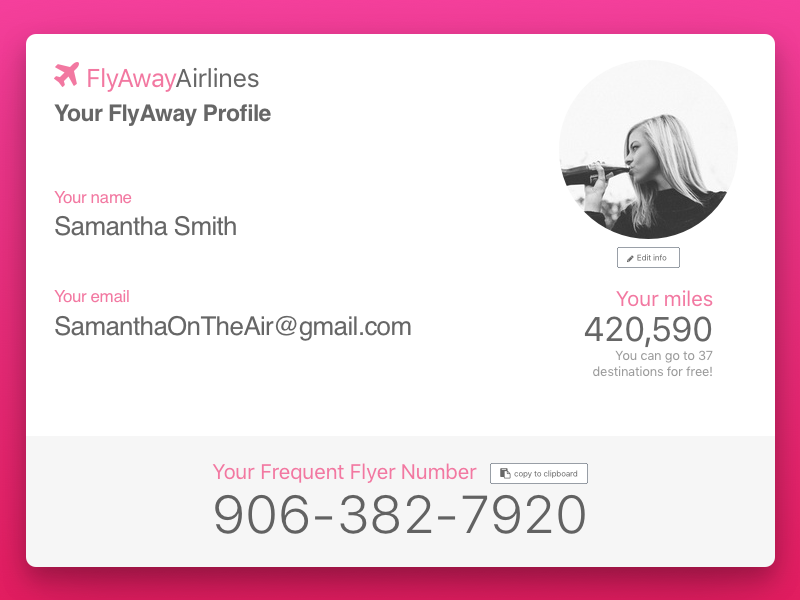 FlyAwayAirlines
Your FlyAway Profile
Your name
Samantha Smith
Your email
SamanthaOnTheAir@gmail.com
Edit info
Your miles
420,590
You can go to 37
destinations for free!
Your Frequent Flyer Number
copy to clipboard
906-382-7920